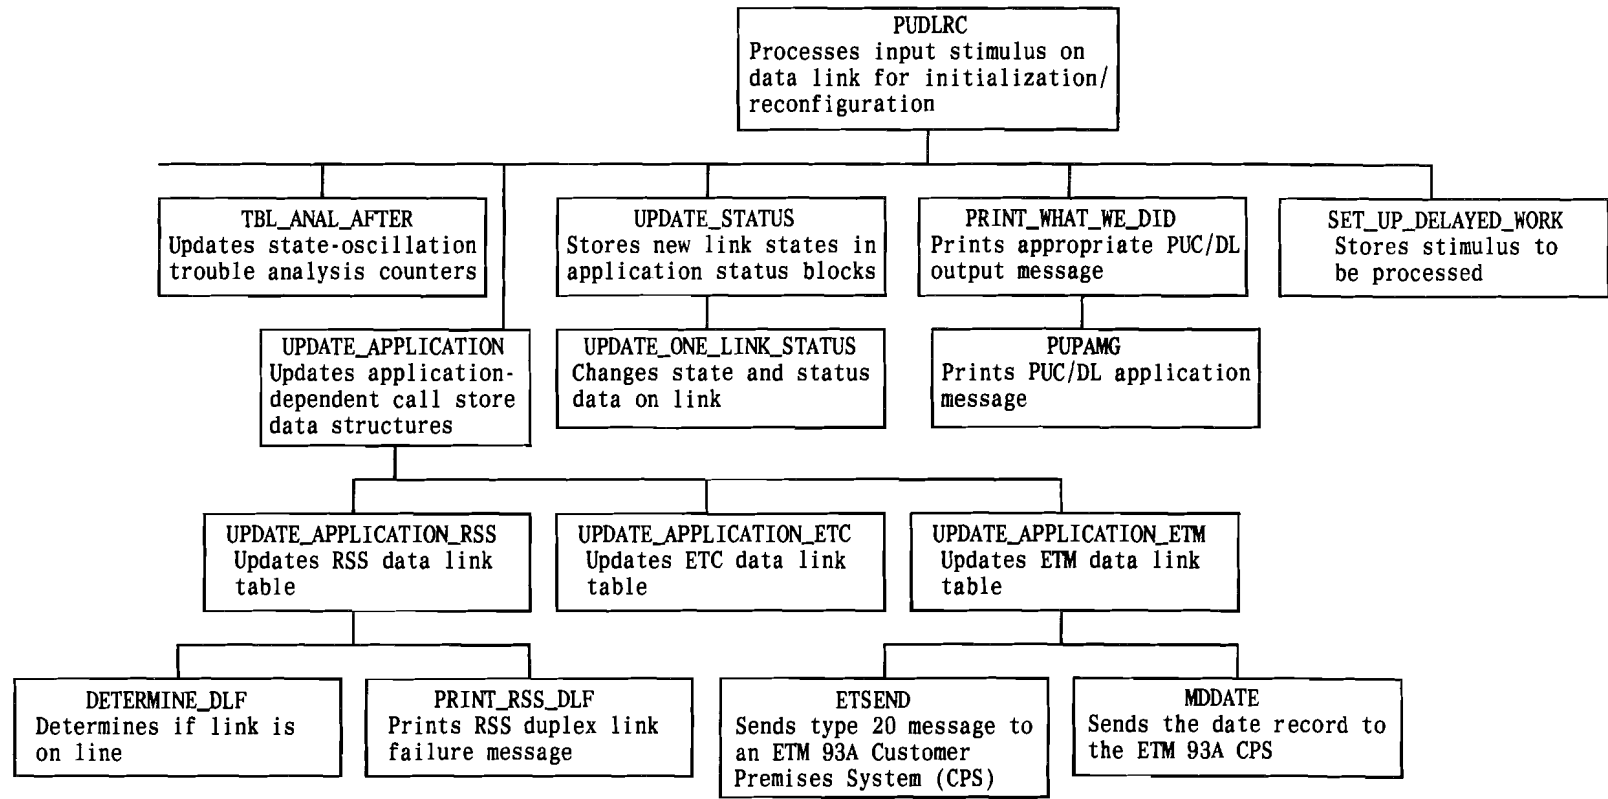 PUDLRC
Processes input stimulus on
data link for initialization/
reconfiguration
TBL_ANAL_AFTER
Updates state-oscillation
trouble analysis counters
UPDATE_STATUS
Stores new link states in
application status blocks
PRINT_WHAT_WE_DID
Prints appropriate PUC/DL
output message
SET_UP_DELAYED_WORK
Stores stimulus to
be processed
UPDATE_APPLICATION
Updates application-
dependent call store
data structures
UPDATE_ONE_LINK_STATUS
Changes state and status
data on link
PUPAMG
Prints PUC/DL application
message
UPDATE_APPLICATION_RSS
Updates RSS data link
table
UPDATE_APPLICATION_ETC
Updates ETC data link
table
UPDATE_APPLICATION_ETM
Updates ETM data link
table
DETERMINE_DLF
Determines if link is
on line
PRINT_RSS_DLF
Prints RSS duplex link
failure message
ETSEND
Sends type 20 message to
an ETM 93A Customer
Premises System (CPS)
MDDATE
Sends the date record to
the ETM 93A CPS